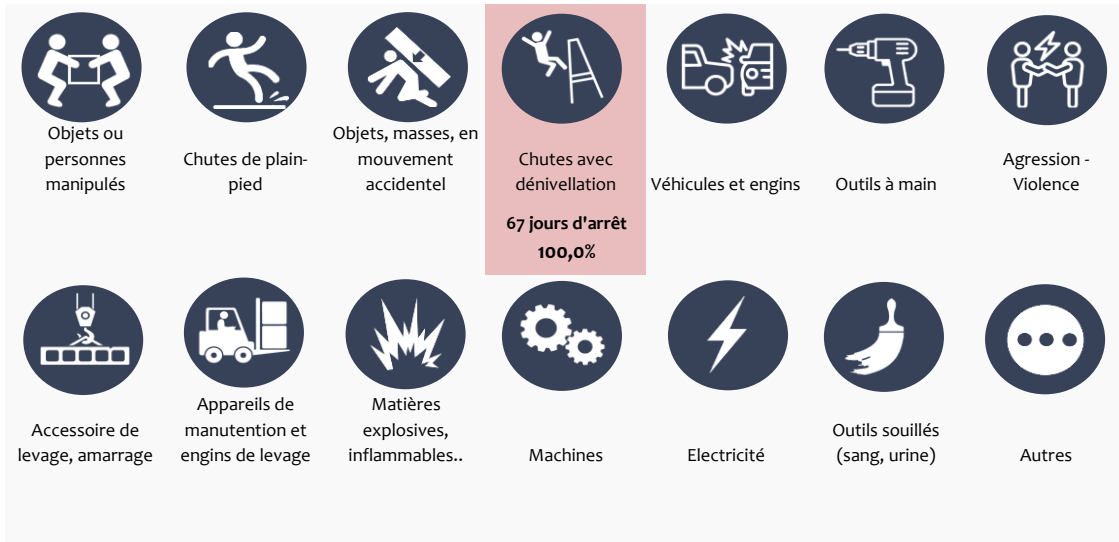 Objets ou
personnes
manipulés
Chutes de plain-
pied
Objets, masses, en
mouvement
accidentel
Chutes avec
dénivellation
67 jours d'arrêt
100,0%
Véhicules et engins
Outils à main
Agression -
Violence
Accessoire de
levage, amarrage
Appareils de
manutention et
engins de levage
Matières
explosives,
inflammables..
Machines
Electricité
Outils souillés
(sang, urine)
Autres